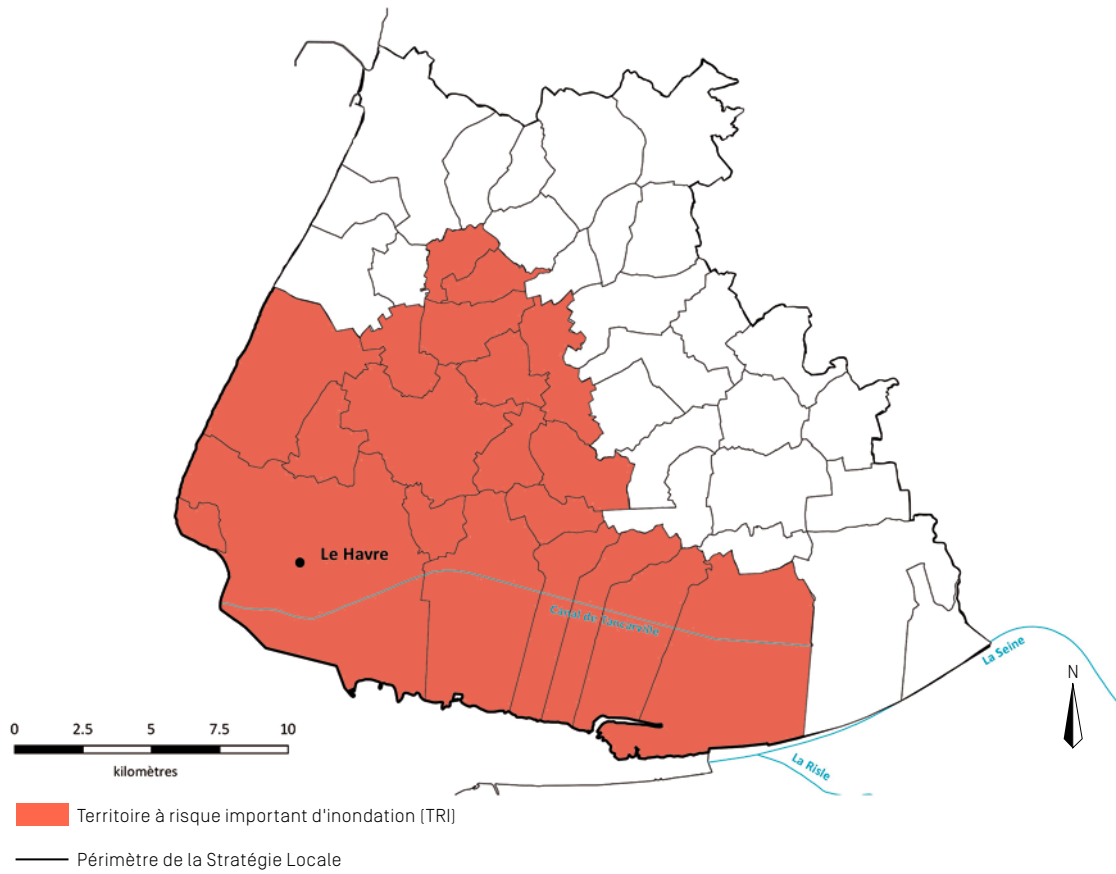 Le Havre
Canal de Tancarville
La Seine
N
0 2.5 5 7.5 10
kilomètres
La Risle
Territoire à risque important d'inondation (TRI)
Périmètre de la Stratégie Locale